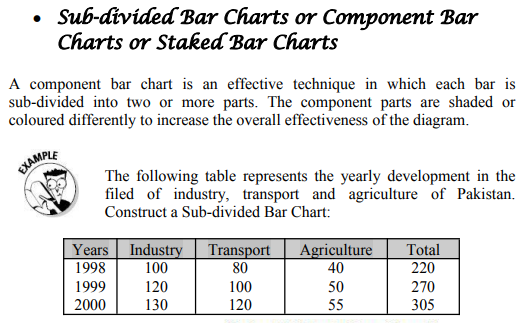 • Sub-divided Bar Charts or Component Bar
Charts or Staked Bar Charts
A component bar chart is an effective technique in which each bar is
sub-divided into two or more parts. The component parts are shaded or
coloured differently to increase the overall effectiveness of the diagram.
EXAMPLE
The following table represents the yearly development in the
filed of industry, transport and agriculture of Pakistan.
Construct a Sub-divided Bar Chart:
Years Industry Transport Agriculture Total
1998 100 80 40 220
1999 120 100 50 270
2000 130 120 55 305